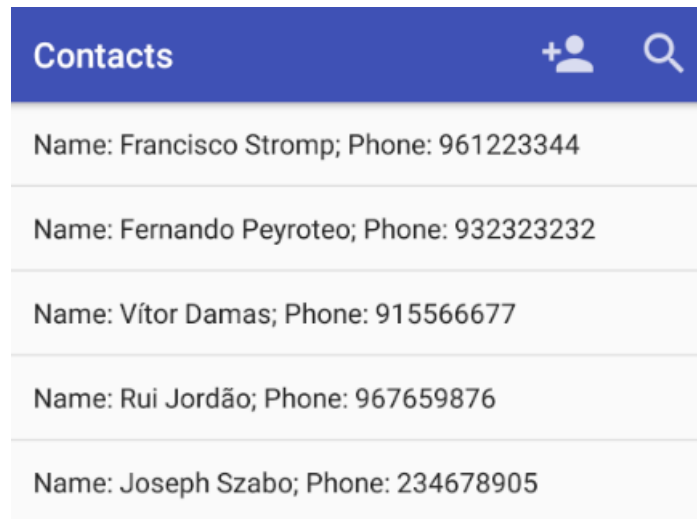 Contacts
Name: Francisco Stromp; Phone: 961223344
Name: Fernando Peyroteo; Phone: 932323232
Name: Vítor Damas; Phone: 915566677
Name: Rui Jordão; Phone: 967659876
Name: Joseph Szabo; Phone: 234678905